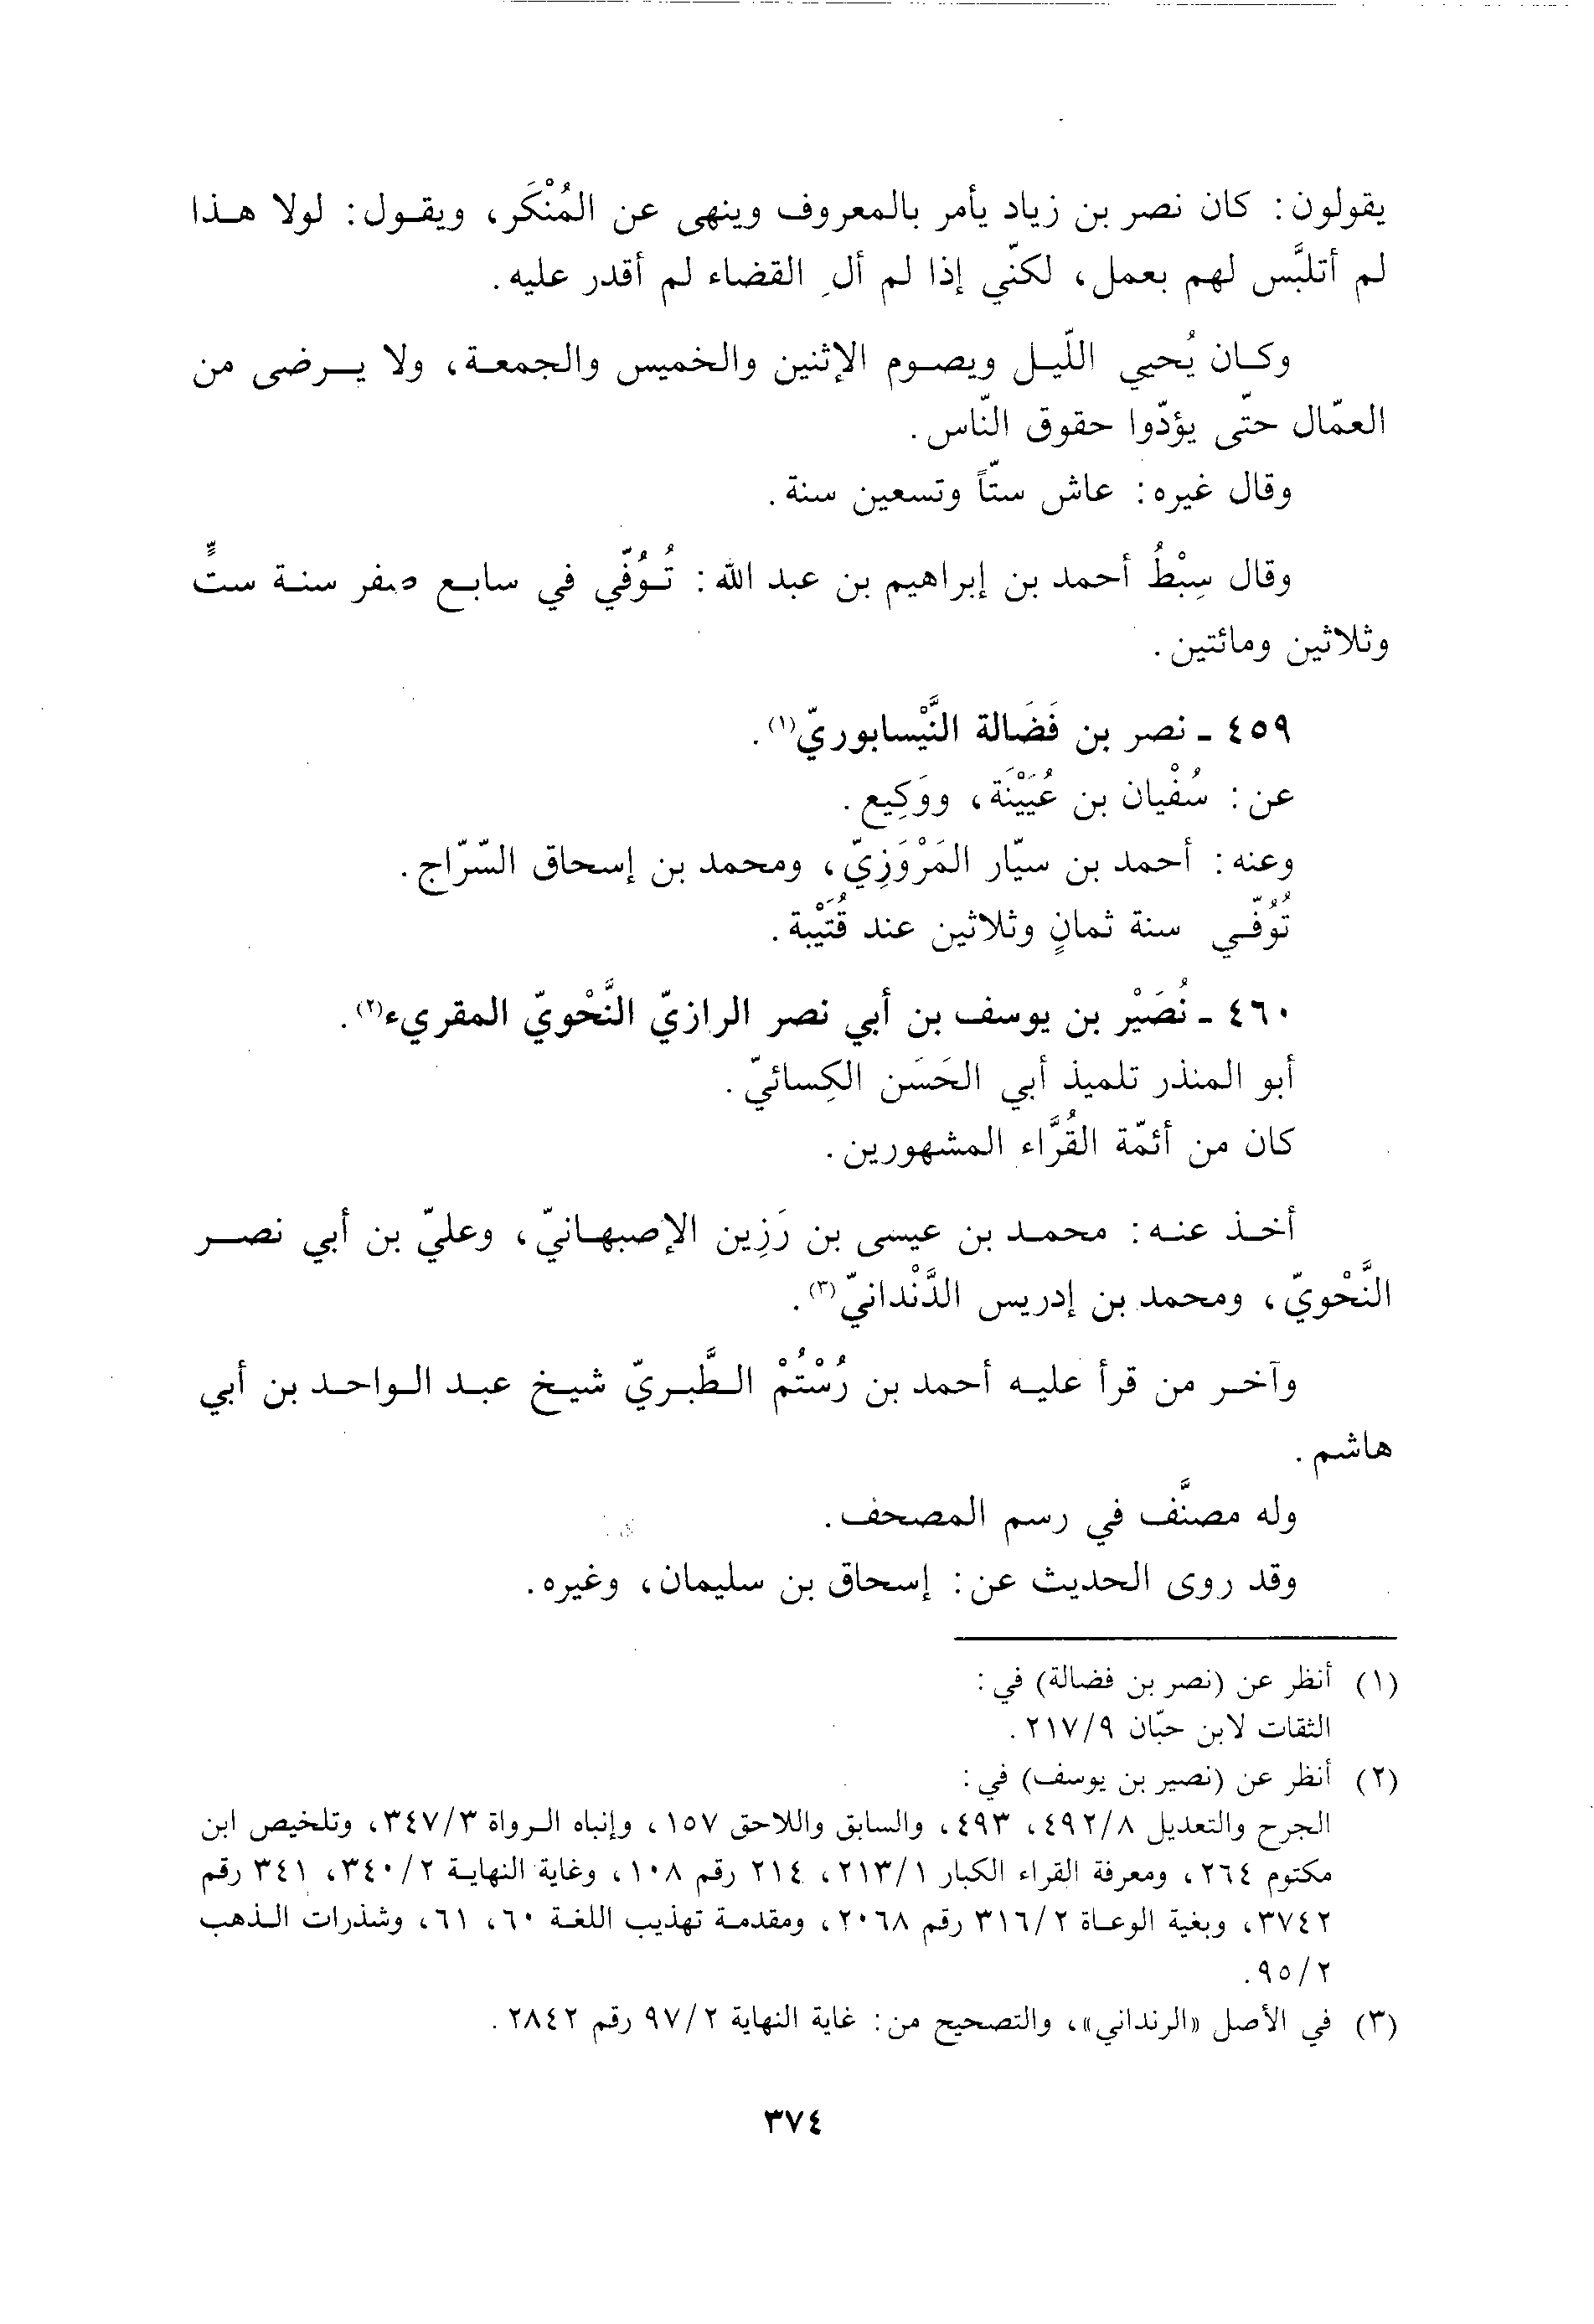 يقولون: كان نصر بن زياد يأمر بالمعروف وينهى عن المُنْكَر، ويقول: لولا هذا
لم أتلبَّس لهم بعمل، لكنّي إذا لم ألِ القضاء لم أقدر عليه.
وكان يُحيي اللّيل ويصوم الإثنين والخميس والجمعة، ولا يرضى من
العمّال حتّى يؤدّوا حقوق النّاس.
وقال غيره: عاش ستّاً وتسعين سنة.
وقال سِبْطُ أحمد بن إبراهيم بن عبد الله: تُوُفّي في سابع صفر سنة ستٍّ
وثلاثين ومائتين.
٤٥٩ - نصر بن فَضَالة النَّيْسابوريّ(١).
عن: سُفْيان بن عُيَيْنَة، ووَكِيع.
وعنه: أحمد بن سيّار المَرْوَزِيّ، ومحمد بن إسحاق السّرّاج.
تُوُفّي سنة ثمانٍ وثلاثين عند قُتَيْبة.
٤٦٠ - نُصَيْر بن يوسف بن أبي نصر الرازيّ النَّحْويّ المقريء(٢).
أبو المنذر تلميذ أبي الحَسَن الكِسائيّ.
كان من أئمّة القُرَّاء المشهورين.
أخذ عنه: محمد بن عيسى بن رَزِين الإصبهانيّ، وعليّ بن أبي نصر
النَّحْويّ، ومحمد بن إدريس الدَّنْدانيّ(٣).
وآخر من قرأ عليه أحمد بن رُسْتُمْ الطَّبريّ شيخ عبد الواحد بن أبي
هاشم.
وله مصنَّف في رسم المصحف.
وقد روى الحديث عن: إسحاق بن سليمان، وغيره.
(١) أنظر عن (نصر بن فضالة) في:
الثقات لابن حبّان ٢١٧/٩.
(٢) أنظر عن (نصير بن يوسف) في:
الجرح والتعديل ٤٩٢/٨، ٤٩٣، والسابق واللاحق ١٥٧، وإنباه الرواة ٣٤٧/٣، وتلخيص ابن
مكتوم ٢٦٤، ومعرفة القراء الكبار ٢١٣/١، ٢١٤ رقم ١٠٨، وغاية النهاية ٣٤٠/٢، ٣٤١ رقم
٣٧٤٢، وبغية الوعاة ٣١٦/٢ رقم ٢٠٦٨، ومقدمة تهذيب اللغة ٦٠، ٦١، وشذرات الذهب
٩٥/٢.
(٣) في الأصل «الرنداني»، والتصحيح من: غاية النهاية ٩٧/٢ رقم ٢٨٤٢.
٣٧٤